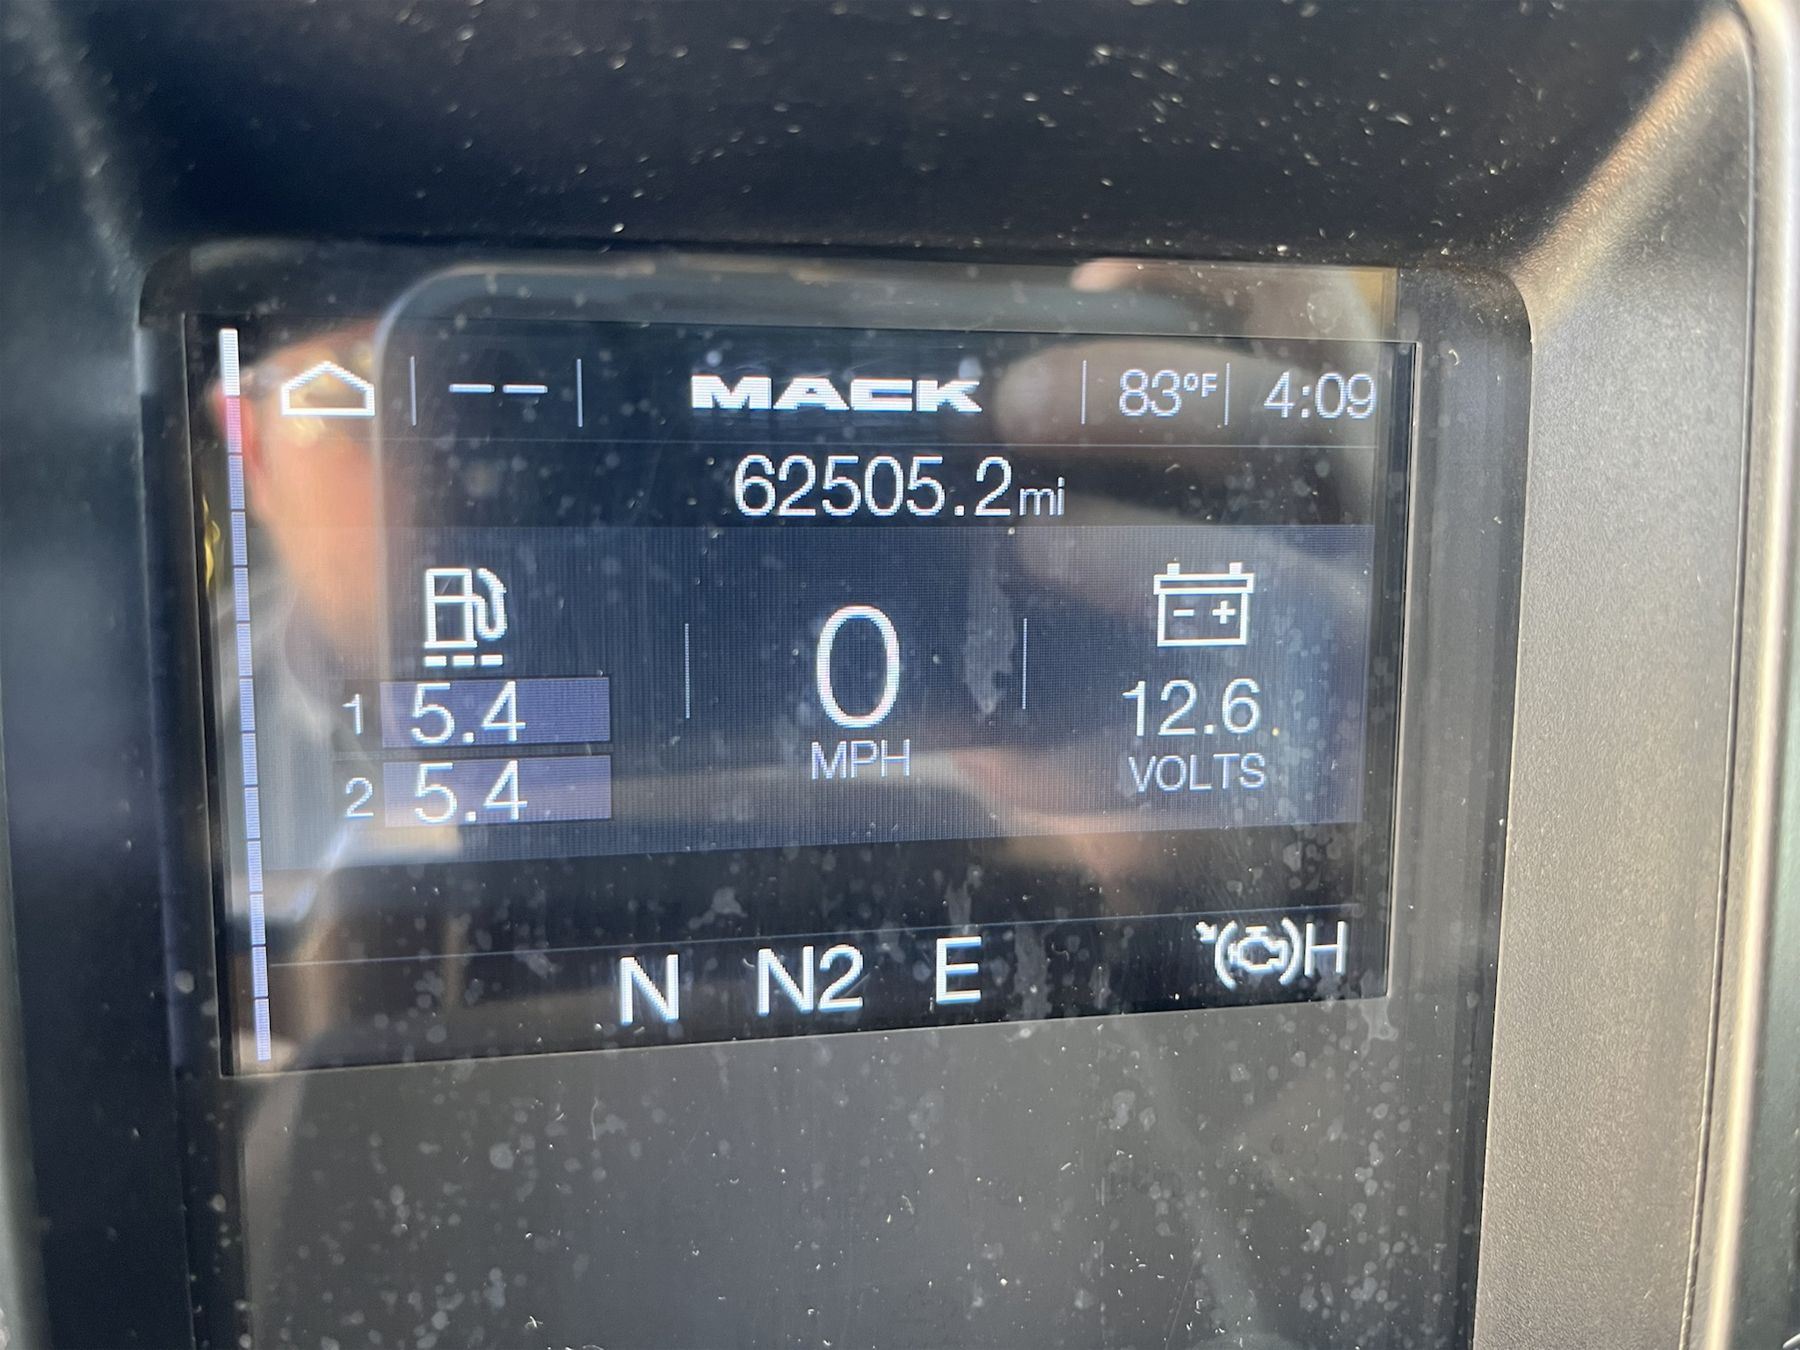 -- MACK 83°F 4:09
62505.2mi
1 5.4
2 5.4
0
MPH
- +
12.6
VOLTS
N N2 E H